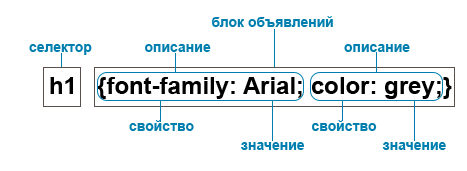 блок объявлений
селектор описание описание
h1 {font-family: Arial; color: grey;}
свойство свойство
значение значение